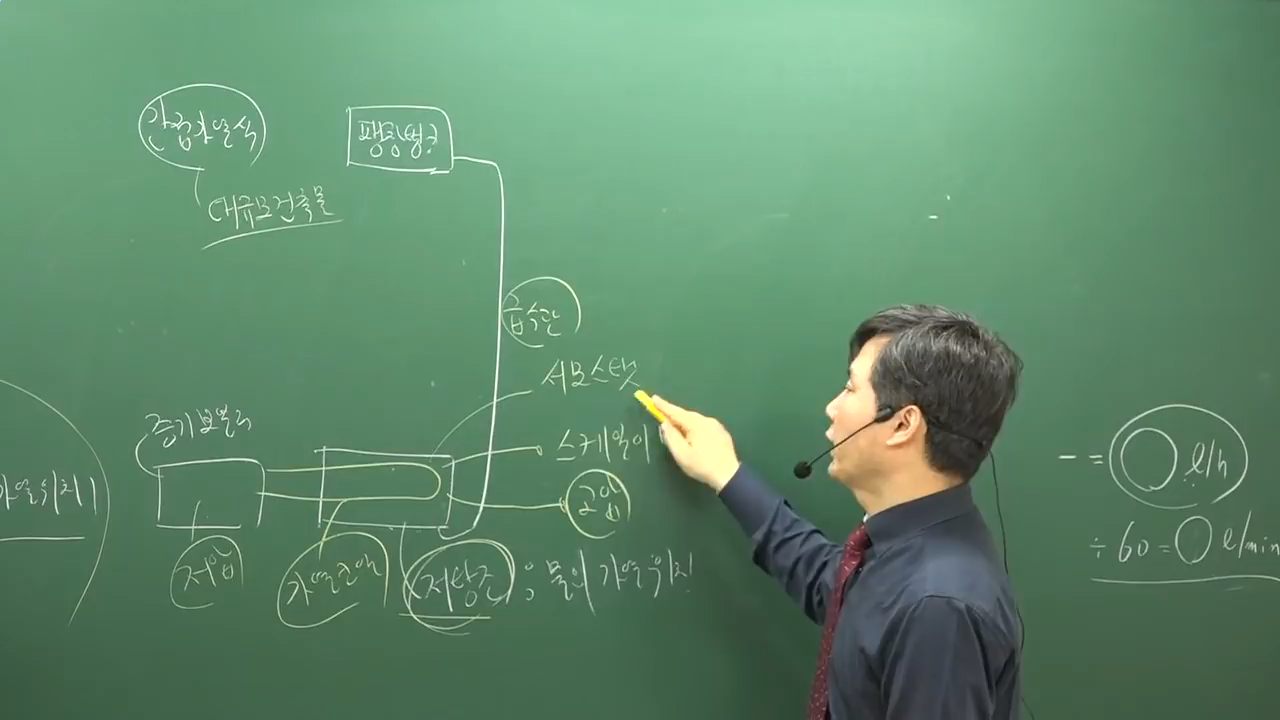 간접가열식
팽창탱크
대규모건축물
급수관
서모스탯
증기보일러
스케일이
가열위치
고압
저압
가열코일
저탕조 : 물의 가열위치
- = ○ ℓ/h
÷ 60 = ○ ℓ/min